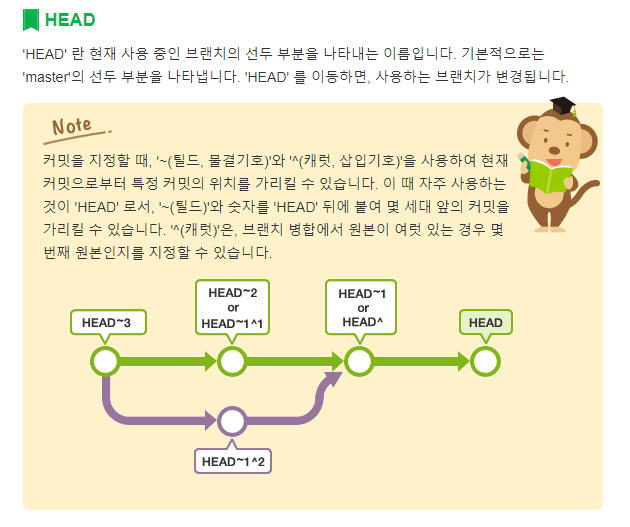 HEAD
'HEAD' 란 현재 사용 중인 브랜치의 선두 부분을 나타내는 이름입니다. 기본적으로는
'master'의 선두 부분을 나타냅니다. 'HEAD' 를 이동하면, 사용하는 브랜치가 변경됩니다.
Note
커밋을 지정할 때, '~(틸드, 물결기호)'와 '^(캐럿, 삽입기호)'을 사용하여 현재
커밋으로부터 특정 커밋의 위치를 가리킬 수 있습니다. 이 때 자주 사용하는
것이 'HEAD' 로서, '~(틸드)'와 숫자를 'HEAD' 뒤에 붙여 몇 세대 앞의 커밋을
가리킬 수 있습니다. '^(캐럿)'은, 브랜치 병합에서 원본이 여럿 있는 경우 몇
번째 원본인지를 지정할 수 있습니다.
HEAD~3
HEAD~2
or
HEAD~1^1
HEAD~1
or
HEAD^
HEAD
HEAD~1^2